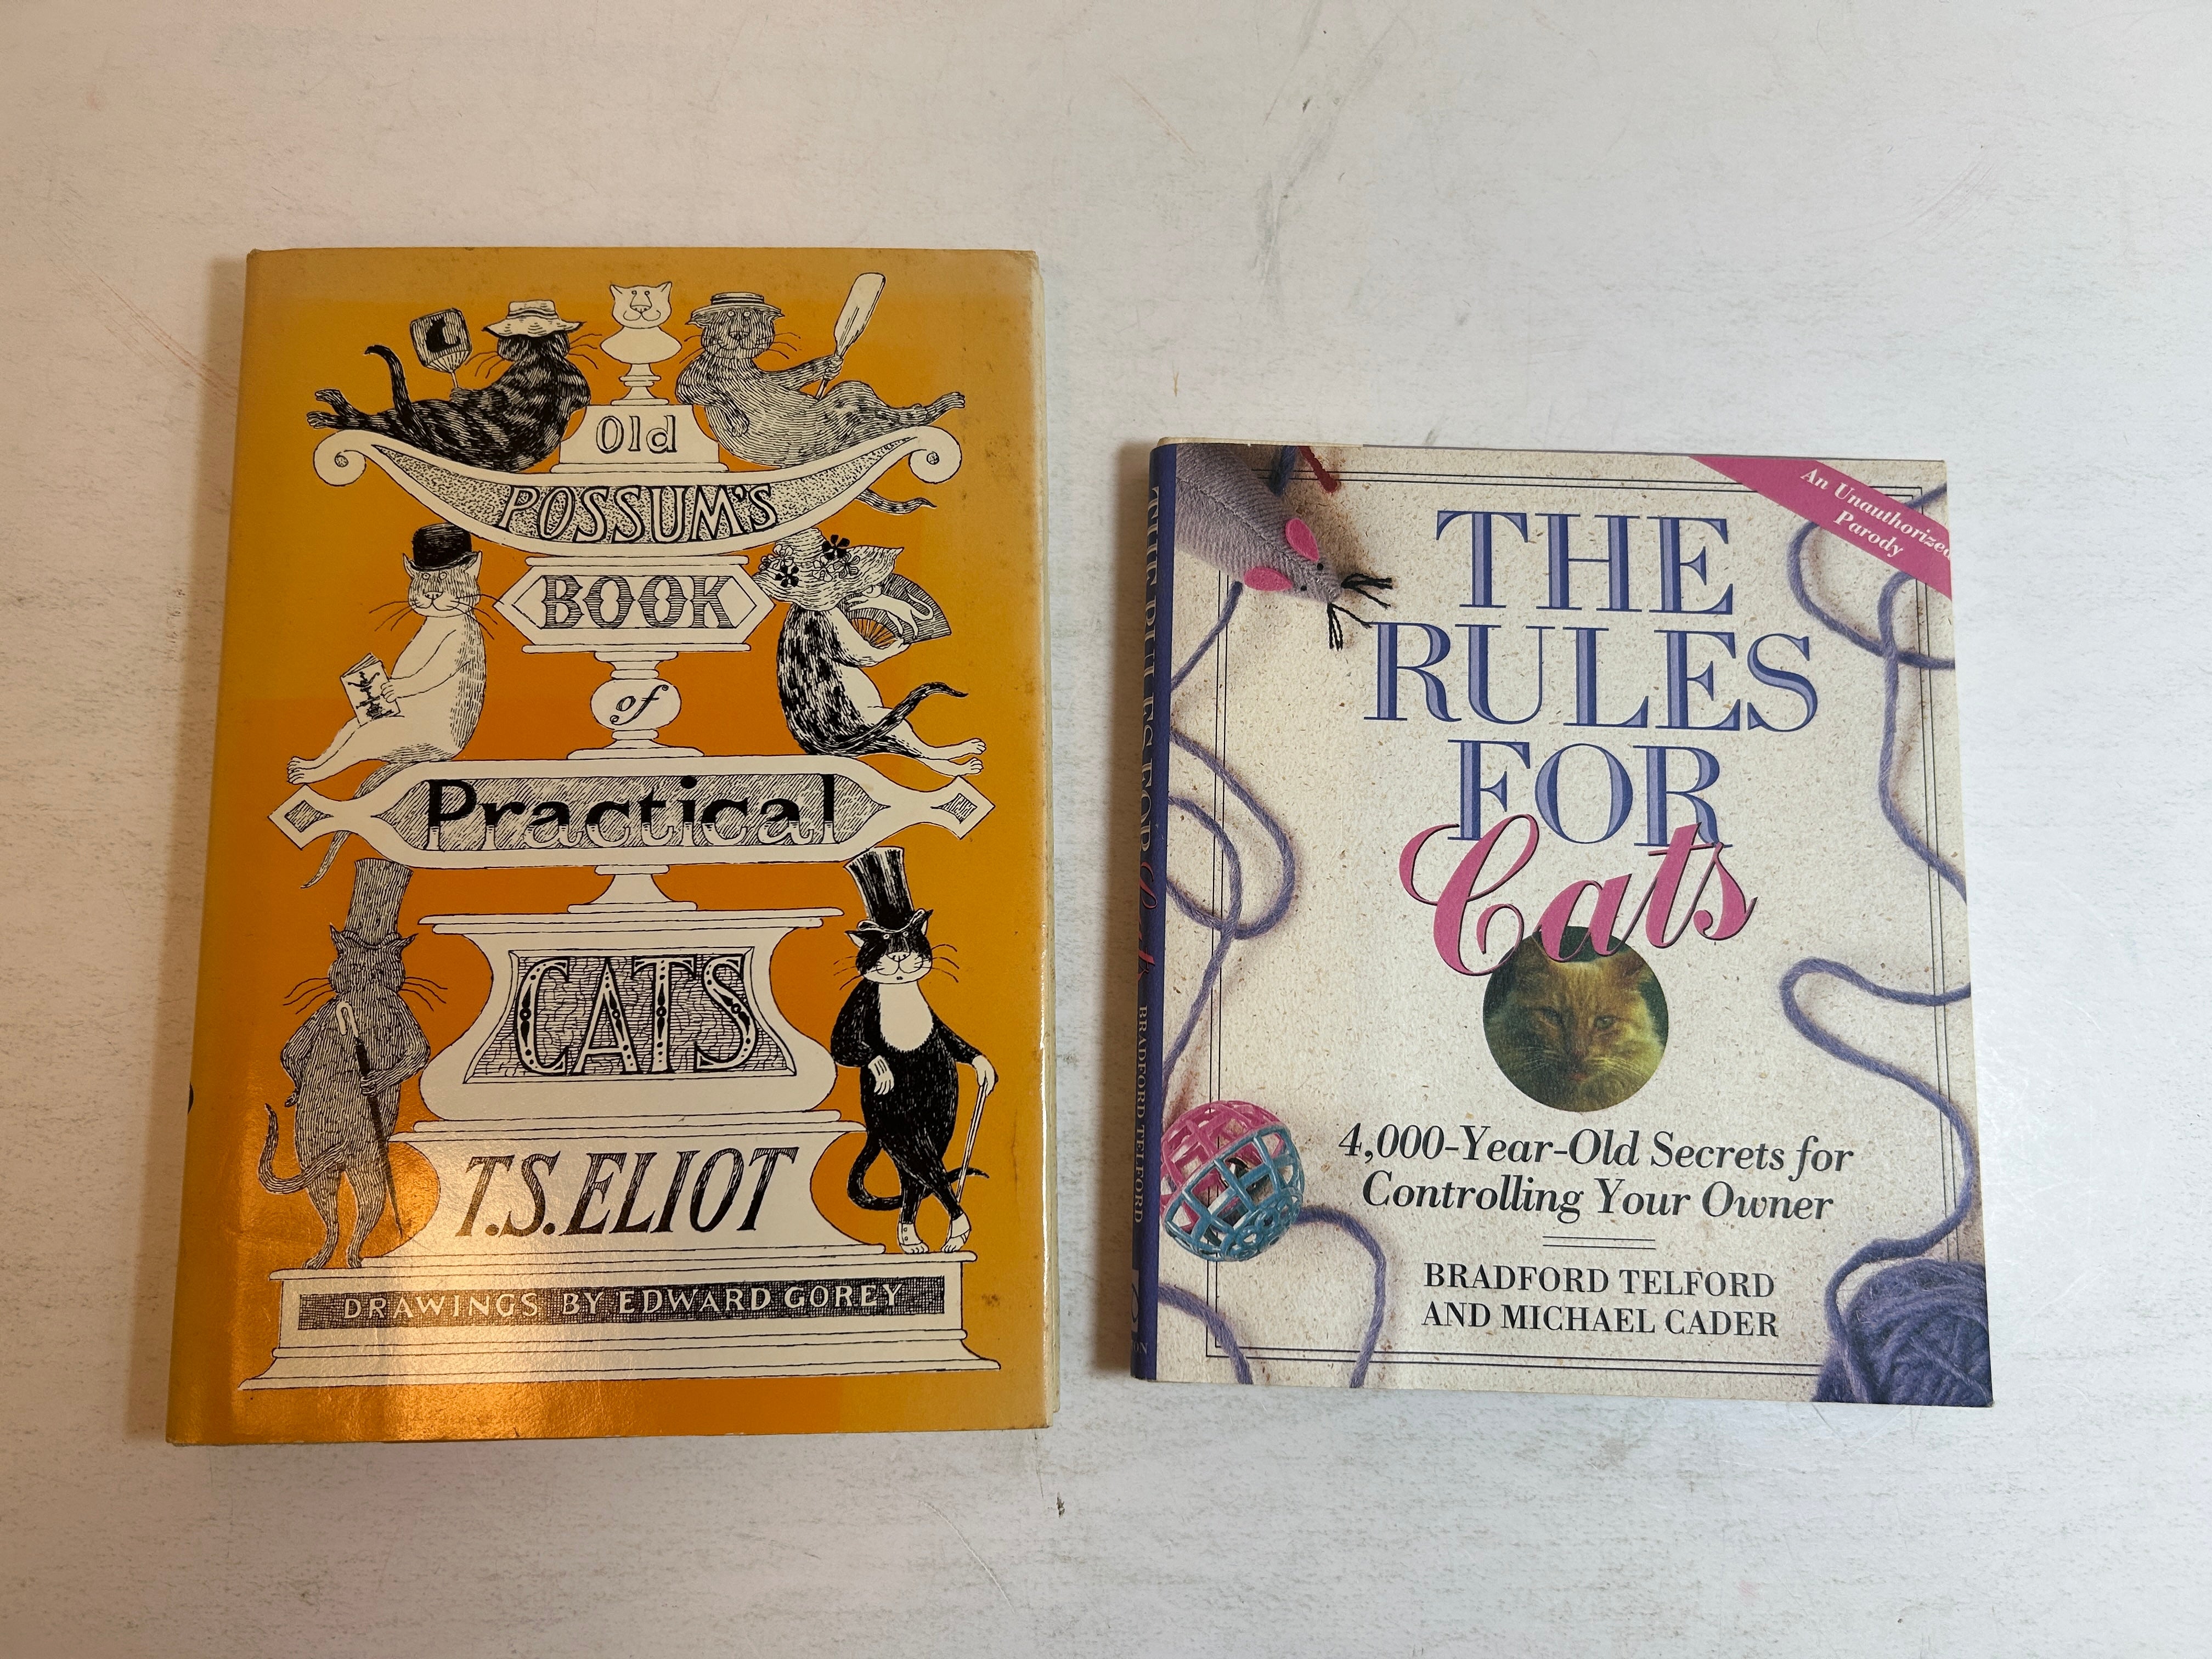 Old
POSSUM'S
BOOK
of
Practical
CATS
T.S. ELIOT
DRAWINGS BY EDWARD GOREY
THE RULES FOR Cats BRADFORD TELFORD
An Unauthorized
Parody
THE
RULES
FOR
Cats
4,000-Year-Old Secrets for
Controlling Your Owner
BRADFORD TELFORD
AND MICHAEL CADER